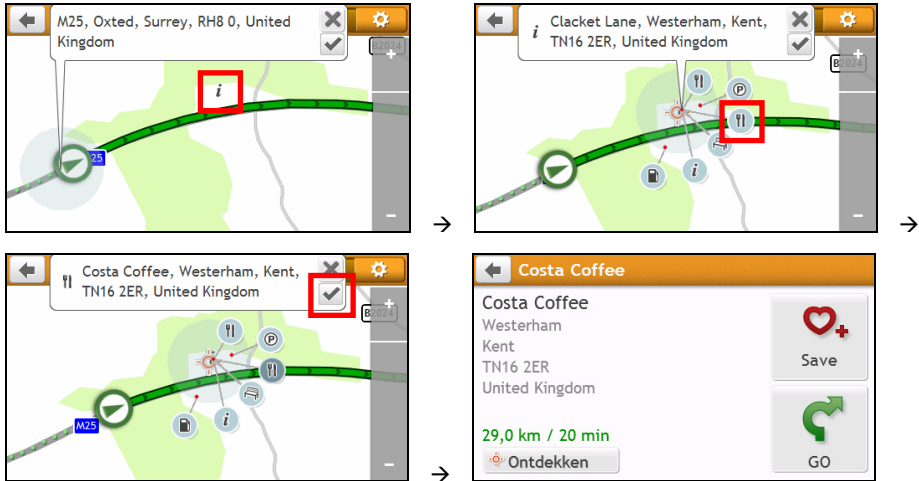 M25, Oxted, Surrey, RH8 0, United
Kingdom
B2024
+
i
25
-
→
i
Clacket Lane, Westerham, Kent,
TN16 2ER, United Kingdom
B2024
+
P
i
-
→
Costa Coffee, Westerham, Kent,
TN16 2ER, United Kingdom
B2024
+
P
M25
i
-
→
Costa Coffee
Costa Coffee
Westerham
Kent
TN16 2ER
United Kingdom
29,0 km / 20 min
Ontdekken
Save
GO